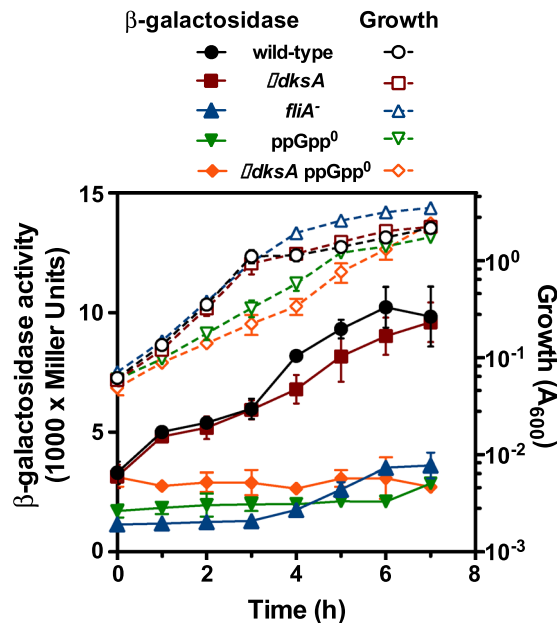 β-galactosidase Growth
wild-type
▯dksA
fliA-
ppGpp0
▯dksA ppGpp0
15
10
5
0
β-galactosidase activity
(1000 x Miller Units)
100
10-1
10-2
10-3
Growth (A600)
0 2 4 6 8
Time (h)